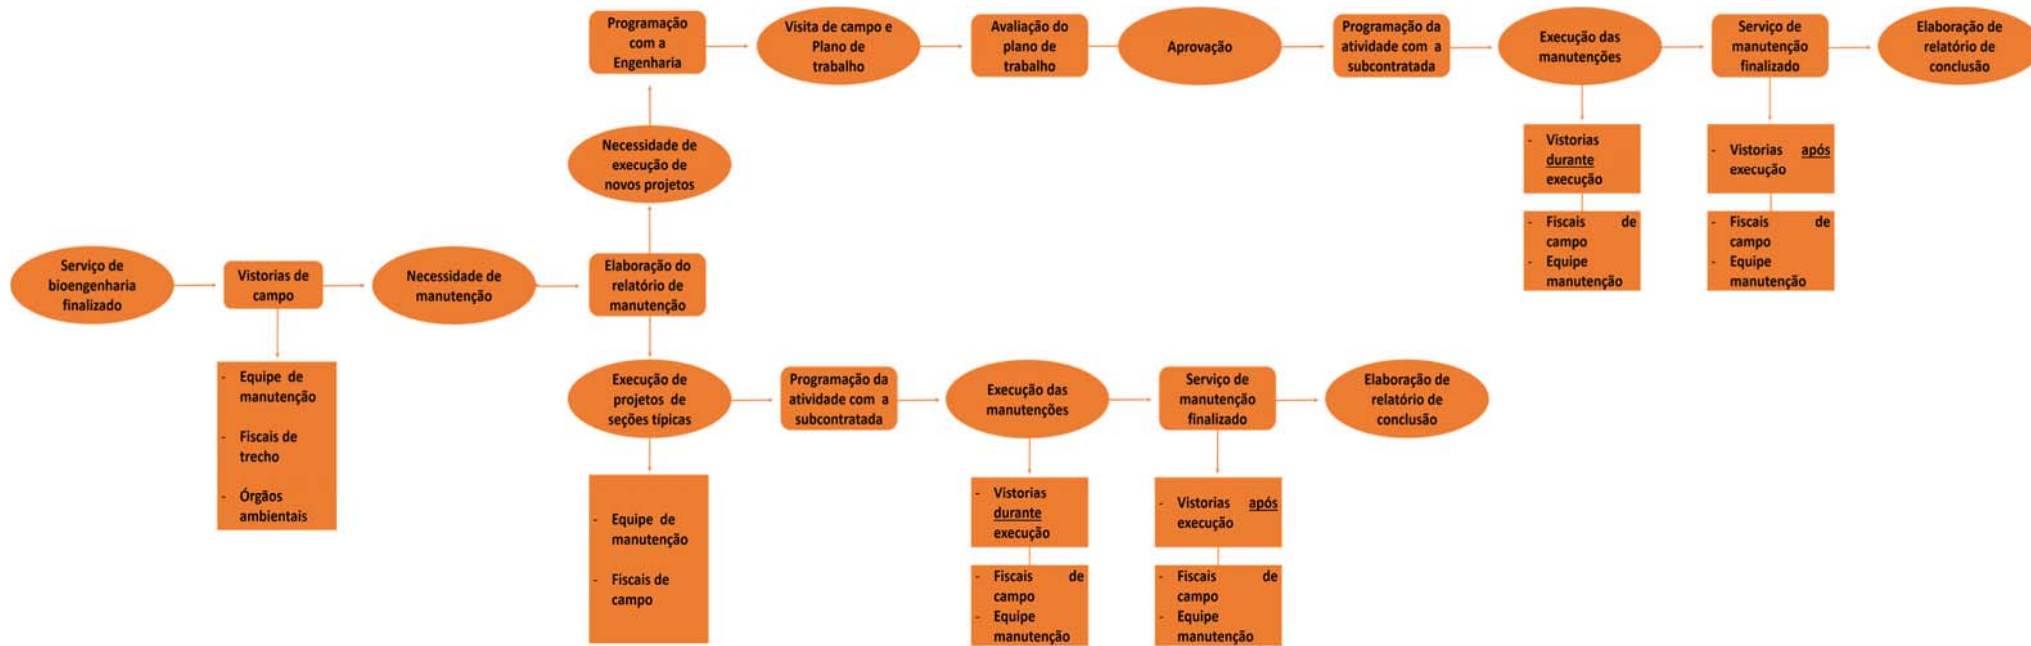 Programação
com a
Engenharia
Visita de campo e
Plano de
trabalho
Avaliação do
plano de
trabalho
Aprovação
Programação da
atividade com a
subcontratada
Execução das
manutenções
Serviço de
manutenção
finalizado
Elaboração de
relatório de
conclusão
Necessidade de
execução de
novos projetos
- Vistorias
durante
execução
- Vistorias após
execução
- Fiscais de
campo
- Equipe
manutenção
- Fiscais de
campo
- Equipe
manutenção
Serviço de
bioengenharia
finalizado
Vistorias de
campo
Necessidade de
manutenção
Elaboração do
relatório de
manutenção
- Equipe de
manutenção
- Fiscais de
trecho
- Órgãos
ambientais
Execução de
projetos de
seções típicas
Programação da
atividade com a
subcontratada
Execução das
manutenções
Serviço de
manutenção
finalizado
Elaboração de
relatório de
conclusão
- Equipe de
manutenção
- Fiscais de
campo
- Vistorias
durante
execução
- Vistorias após
execução
- Fiscais de
campo
- Equipe
manutenção
- Fiscais de
campo
- Equipe
manutenção